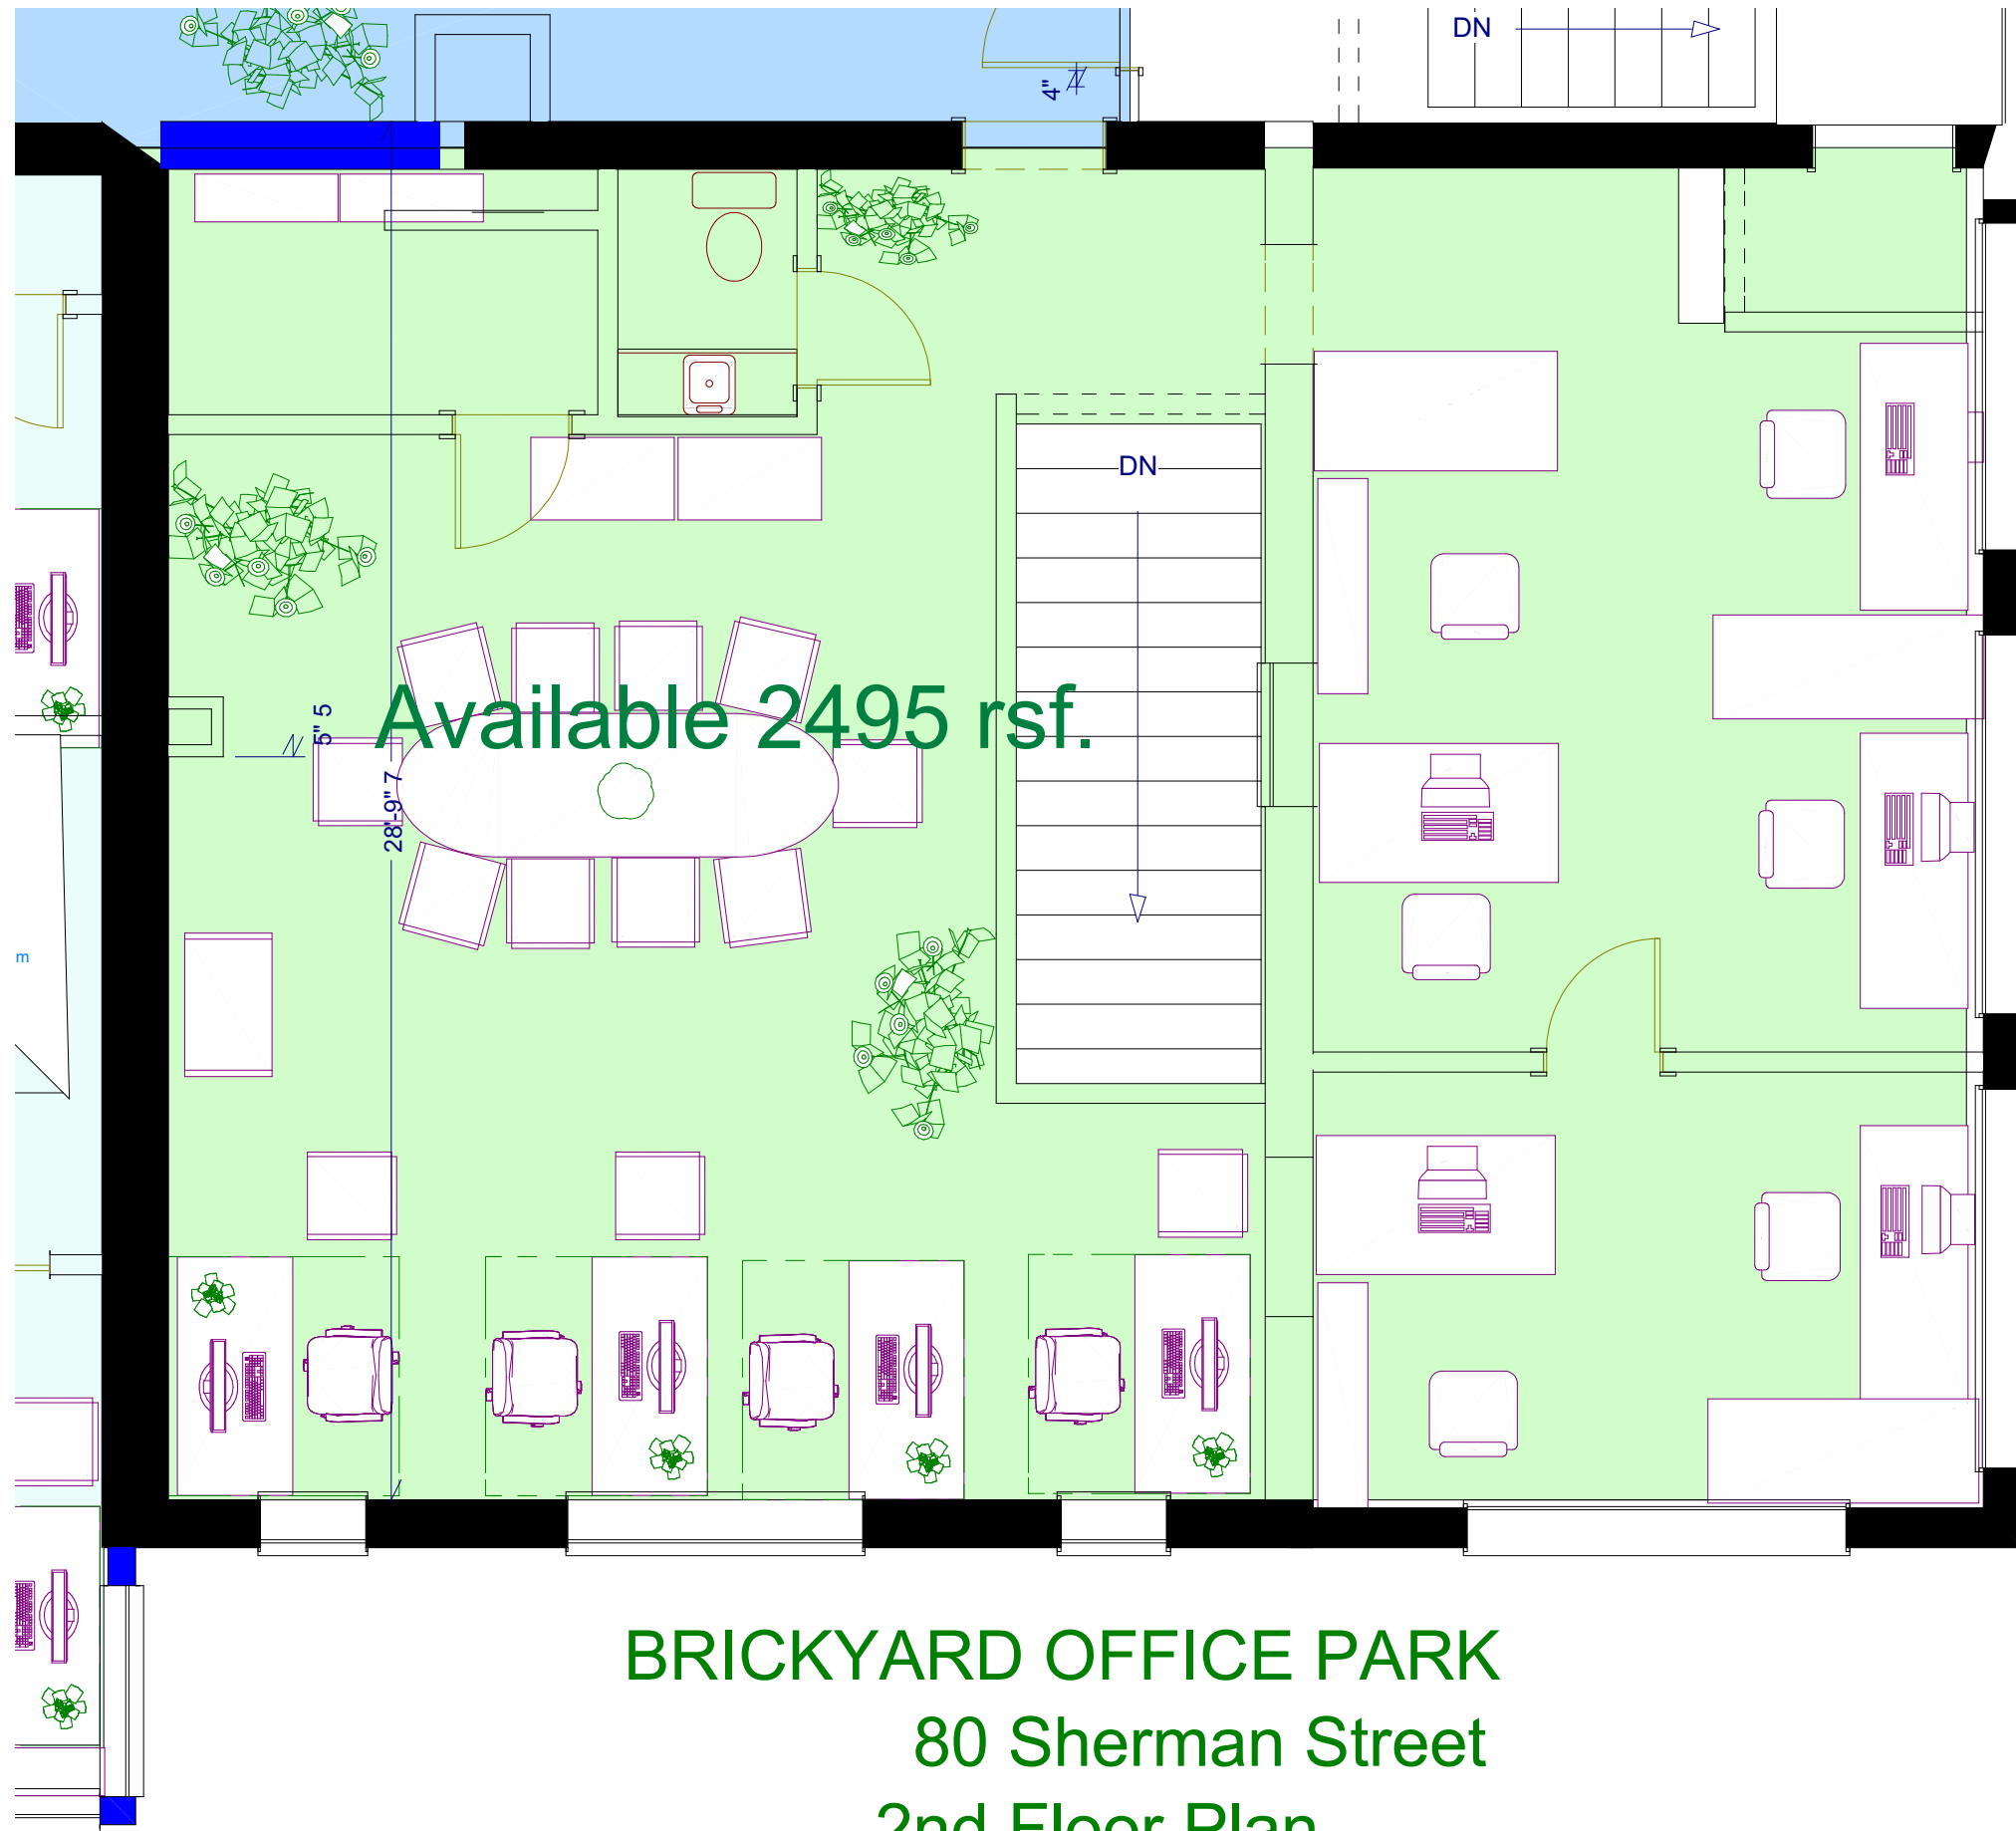 DN
4"
DN
Available 2495 rsf.
5" 5
28'-9" 7
m
BRICKYARD OFFICE PARK
80 Sherman Street
2nd Floor Plan